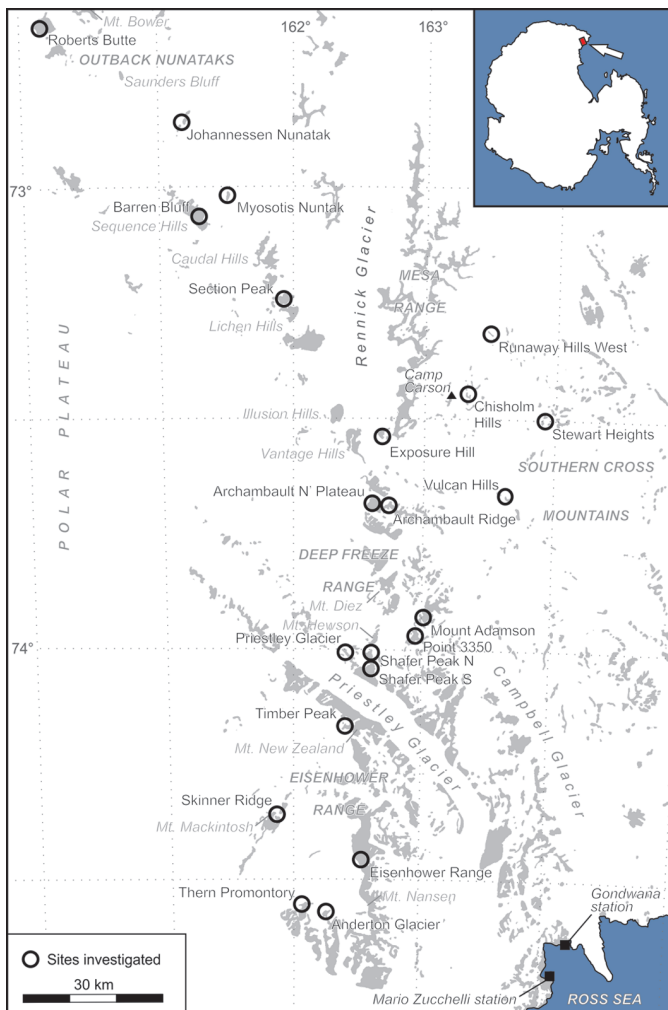 162°
163°
Mt. Bower
Roberts Butte
OUTBACK NUNATAKS
Saunders Bluff
Johannessen Nunatak
73°
Barren Bluff
Myosotis Nuntak
Sequence Hills
Caudal Hills
Section Peak
Lichen Hills
Rennick Glacier
MESA
RANGE
Runaway Hills West
Camp
Carson
Chisholm
Hills
Stewart Heights
Illusion Hills
Vantage Hills
Exposure Hill
SOUTHERN CROSS
MOUNTAINS
POLAR PLATEAU
Archambault N' Plateau
Vulcan Hills
Archambault Ridge
DEEP FREEZE
RANGE
Mt. Diez
Mt. Hewson
Mount Adamson
Point 3350
74°
Priestley Glacier
Shafer Peak N
Shafer Peak S
Priestley Glacier
Campbell Glacier
Timber Peak
Mt. New Zealand
EISENHOWER
RANGE
Skinner Ridge
Mt. Mackintosh
Eisenhower Range
Thern Promontory
Mt. Nansen
Anderton Glacier
Gondwana
station
Mario Zucchelli station
ROSS SEA
Sites investigated
30 km